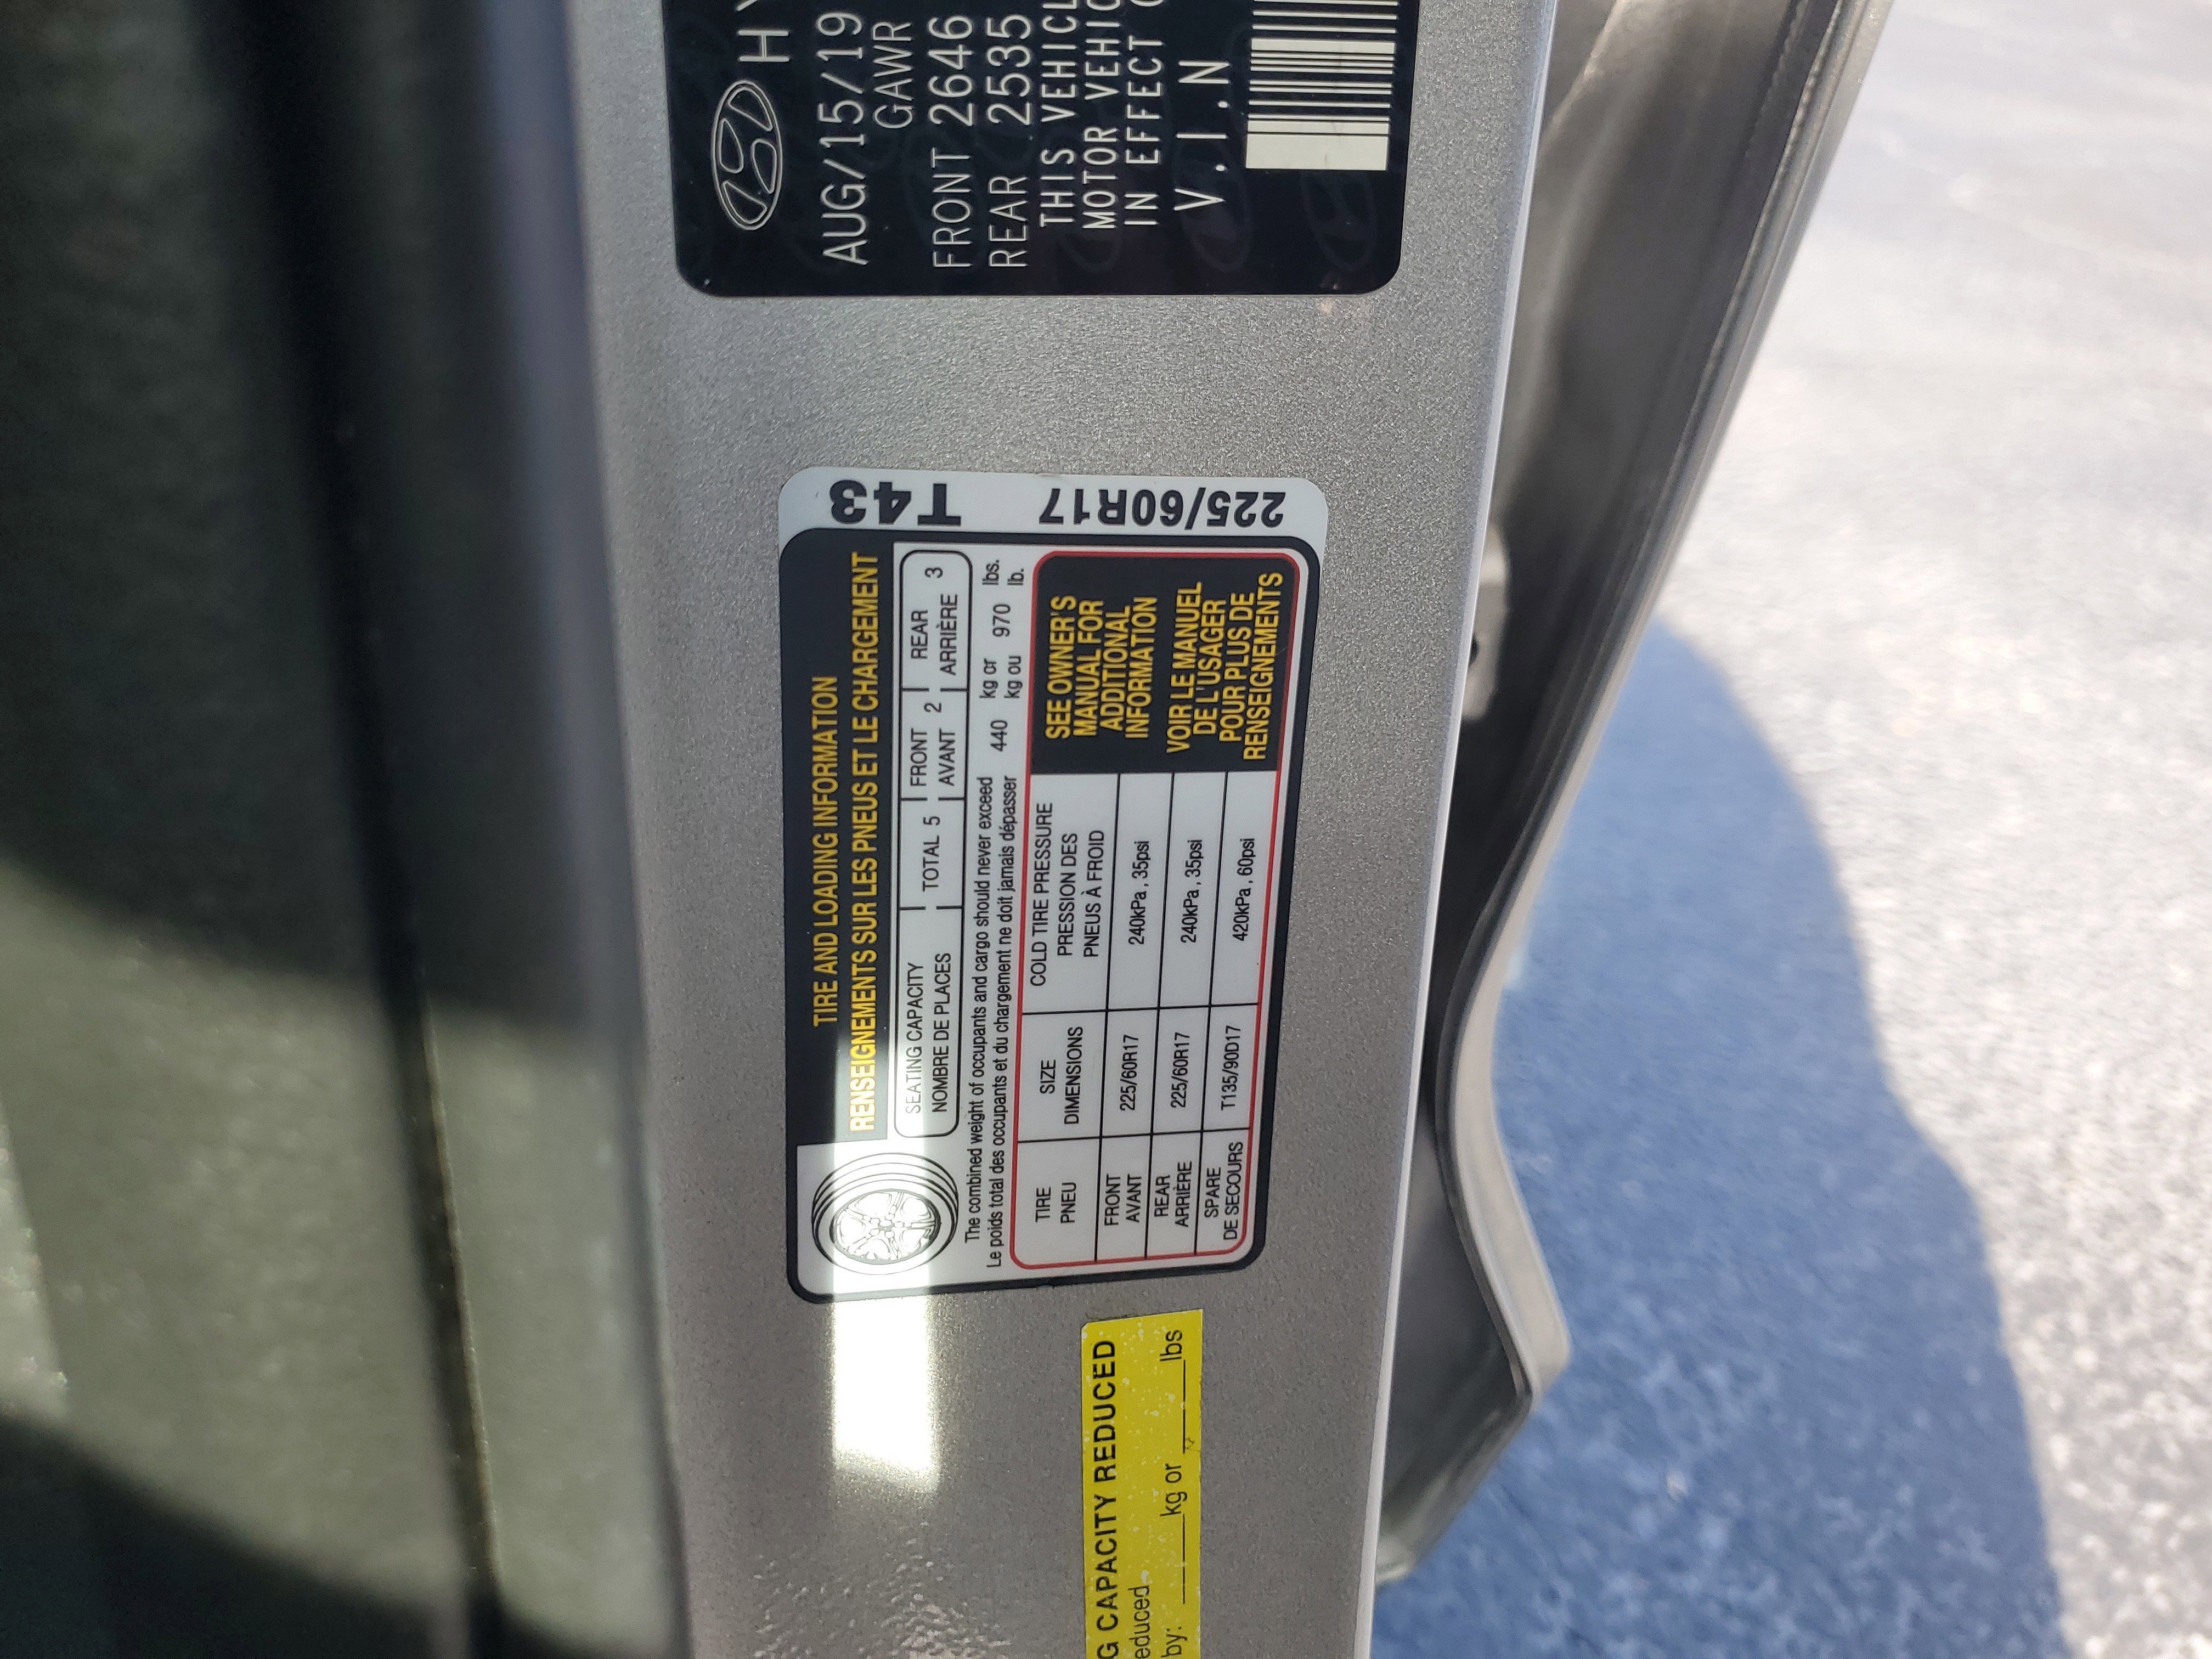 TIRE AND LOADING INFORMATION
RENSEIGNEMENTS SUR LES PNEUS ET LE CHARGEMENT
SEATING CAPACITY
NOMBRE DE PLACES
TOTAL 5
FRONT
AVANT
2
REAR
ARRIÈRE
3
The combined weight of occupants and cargo should never exceed 440 kg or 970 lbs.
Le poids total des occupants et du chargement ne doit jamais dépasser kg ou lb.
TIRE
PNEU
SIZE
DIMENSIONS
COLD TIRE PRESSURE
PRESSION DES
PNEUS À FROID
FRONT
AVANT
225/60R17
240kPa, 35psi
REAR
ARRIÈRE
225/60R17
240kPa, 35psi
SPARE
DE SECOURS
T135/90D17
420kPa, 60psi
SEE OWNER'S
MANUAL FOR
ADDITIONAL
INFORMATION
VOIR LE MANUEL
DE L'USAGER
POUR PLUS DE
RENSEIGNEMENTS
T43
225/60R17
G CAPACITY REDUCED
educed
by: ____kg or ____lbs
H
AUG/15/19
GAWR
FRONT 2646
REAR 2535
THIS VEHICL
MOTOR VEHIC
IN EFFECT
V.I.N